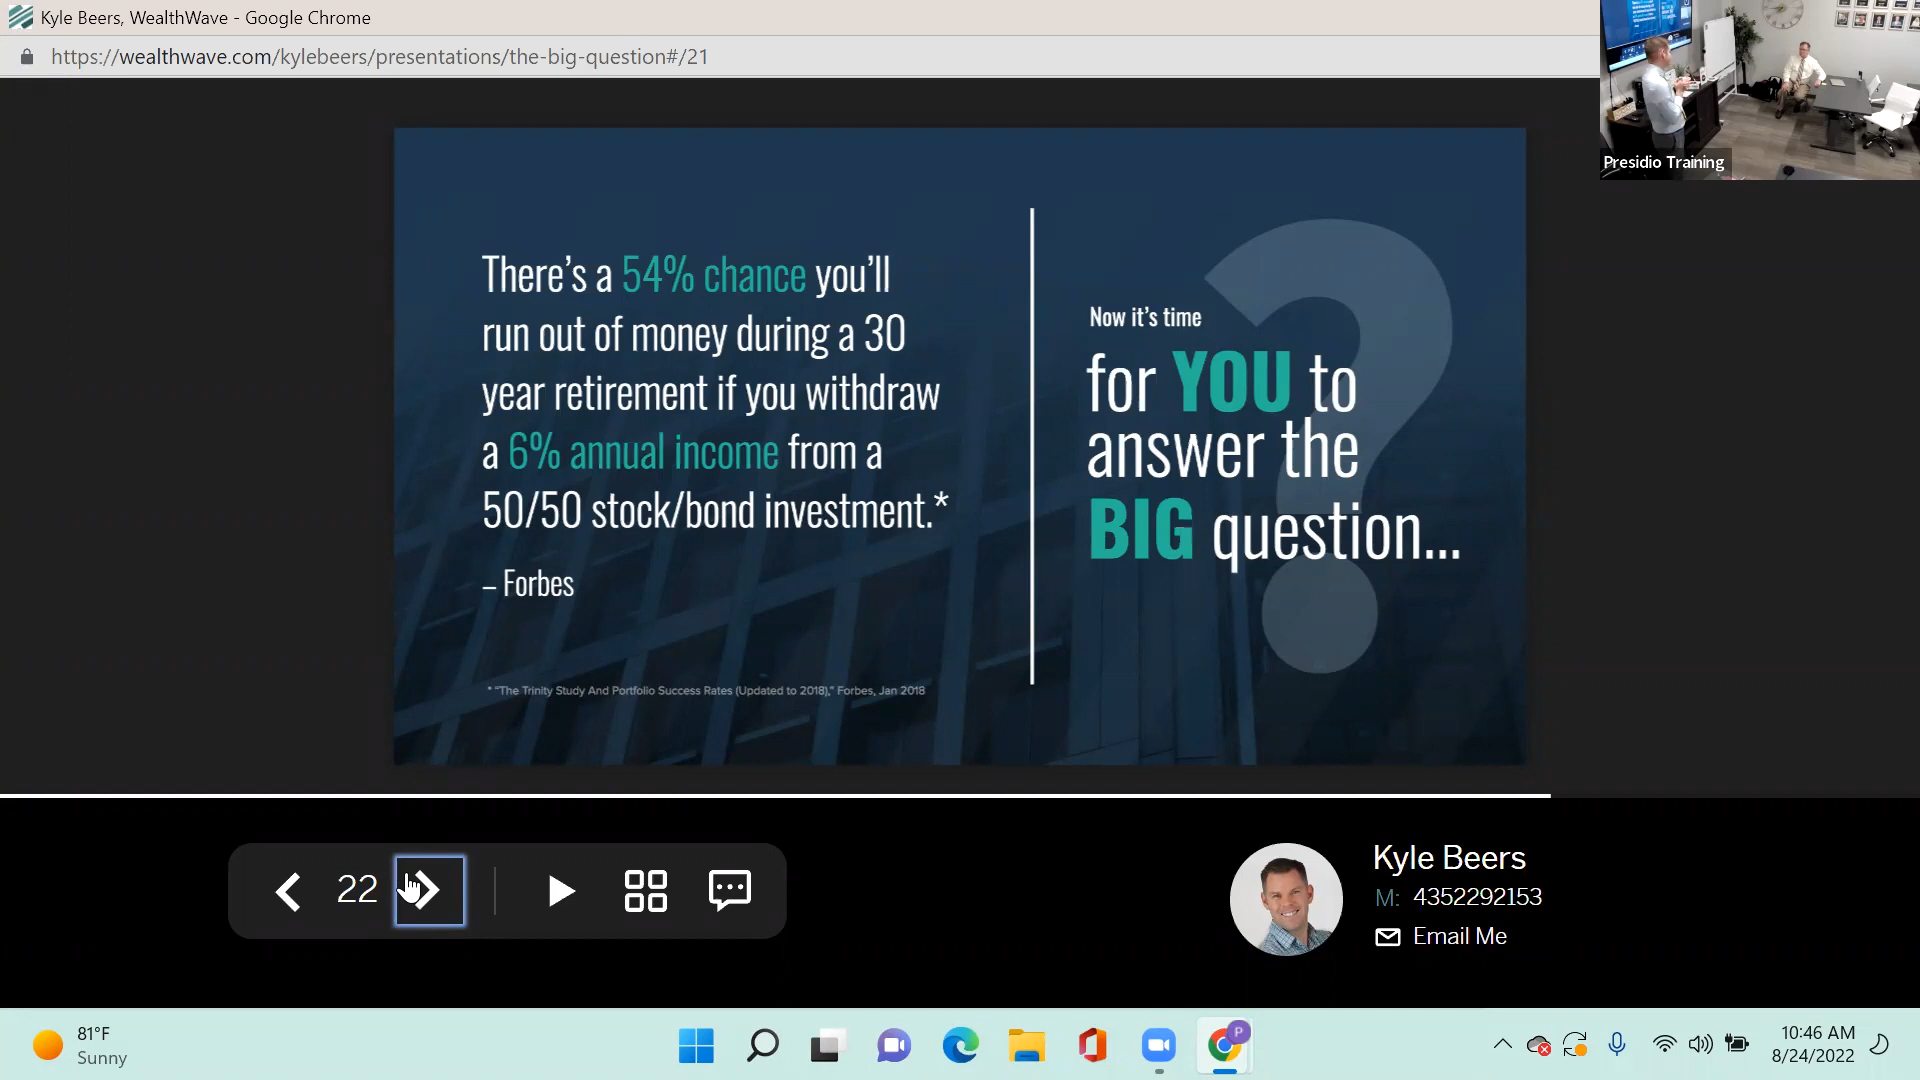 Kyle Beers, WealthWave - Google Chrome
https://wealthwave.com/kylebeers/presentations/the-big-question#/21
Presidio Training
There's a 54% chance you'll
run out of money during a 30
year retirement if you withdraw
a 6% annual income from a
50/50 stock/bond investment.*
– Forbes
* "The Trinity Study And Portfolio Success Rates (Updated to 2018)," Forbes, Jan 2018
Now it's time
for YOU to
answer the
BIG question...
22
Kyle Beers
M: 4352292153
Email Me
81°F
Sunny
P
10:46 AM
8/24/2022